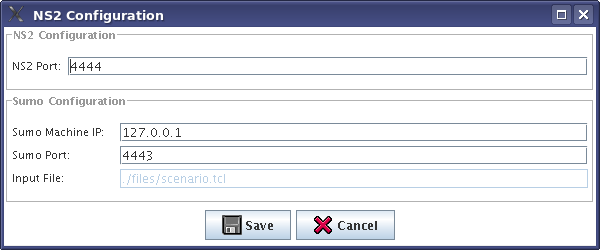 NS2 Configuration
NS2 Configuration
NS2 Port: 4444
Sumo Configuration
Sumo Machine IP: 127.0.0.1
Sumo Port: 4443
Input File: ./files/scenario.tcl
Save Cancel